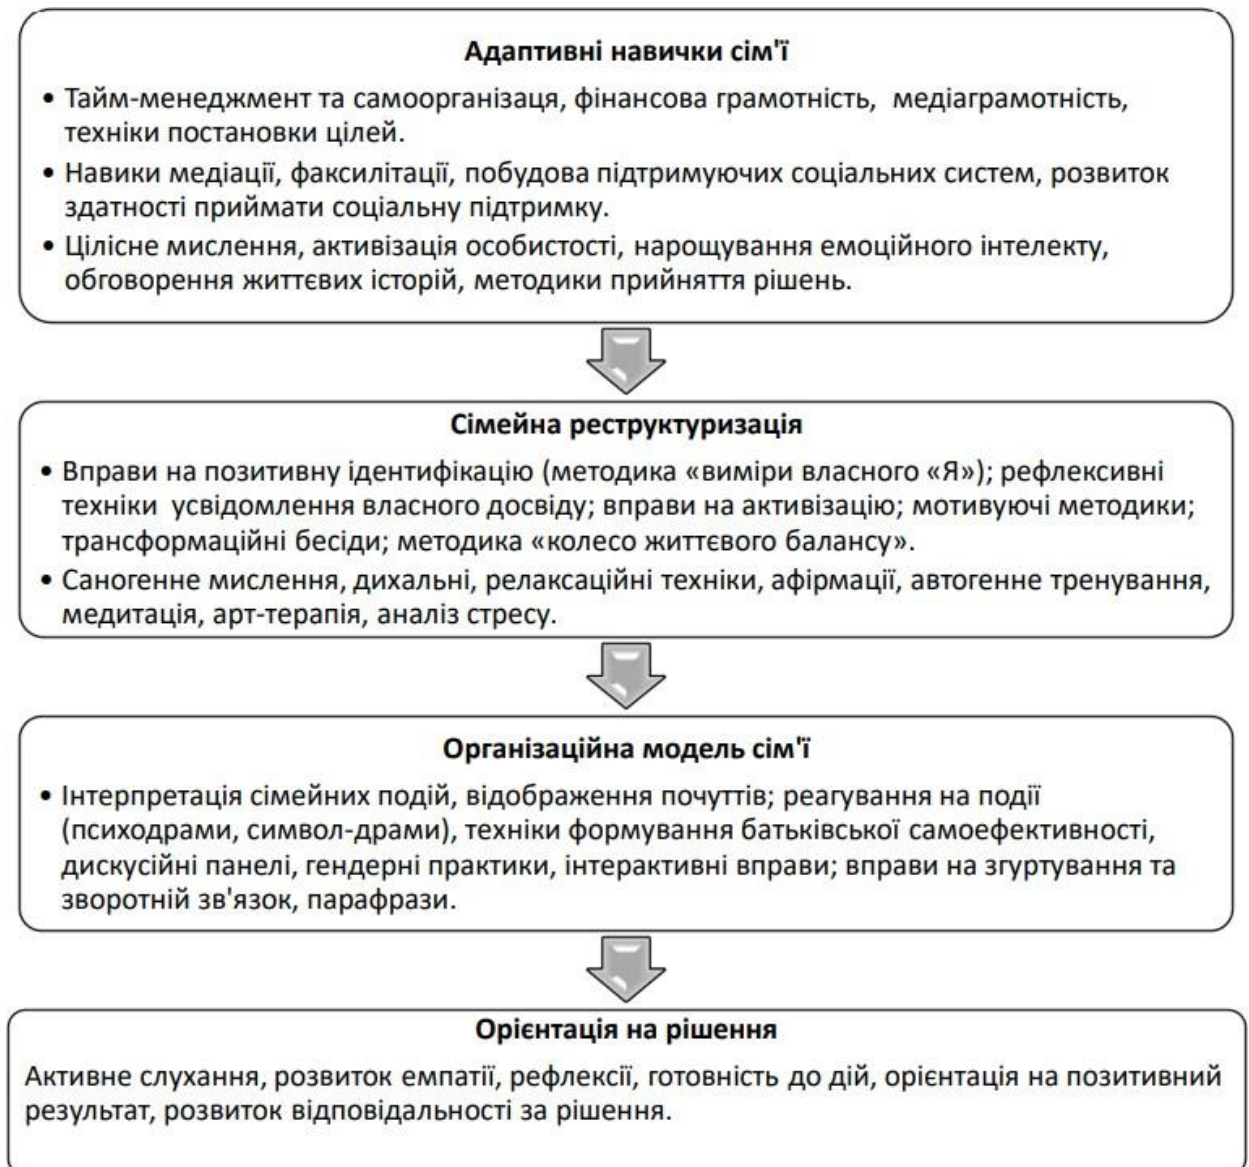 Адаптивні навички сім'ї
• Тайм-менеджмент та самоорганізаця, фінансова грамотність, медіаграмотність,
техніки постановки цілей.
• Навики медіації, факсилітації, побудова підтримуючих соціальних систем, розвиток
здатності приймати соціальну підтримку.
• Цілісне мислення, активізація особистості, нарощування емоційного інтелекту,
обговорення життєвих історій, методики прийняття рішень.
Сімейна реструктуризація
• Вправи на позитивну ідентифікацію (методика «виміри власного «Я»); рефлексивні
техніки усвідомлення власного досвіду; вправи на активізацію; мотивуючі методики;
трансформаційні бесіди; методика «колесо життєвого балансу».
• Саногенне мислення, дихальні, релаксаційні техніки, афірмації, автогенне тренування,
медитація, арт-терапія, аналіз стресу.
Організаційна модель сім'ї
• Інтерпретація сімейних подій, відображення почуттів; реагування на події
(психодрами, символ-драми), техніки формування батьківської самоефективності,
дискусійні панелі, гендерні практики, інтерактивні вправи; вправи на згуртування та
зворотній зв'язок, парафрази.
Орієнтація на рішення
Активне слухання, розвиток емпатії, рефлексії, готовність до дій, орієнтація на позитивний
результат, розвиток відповідальності за рішення.